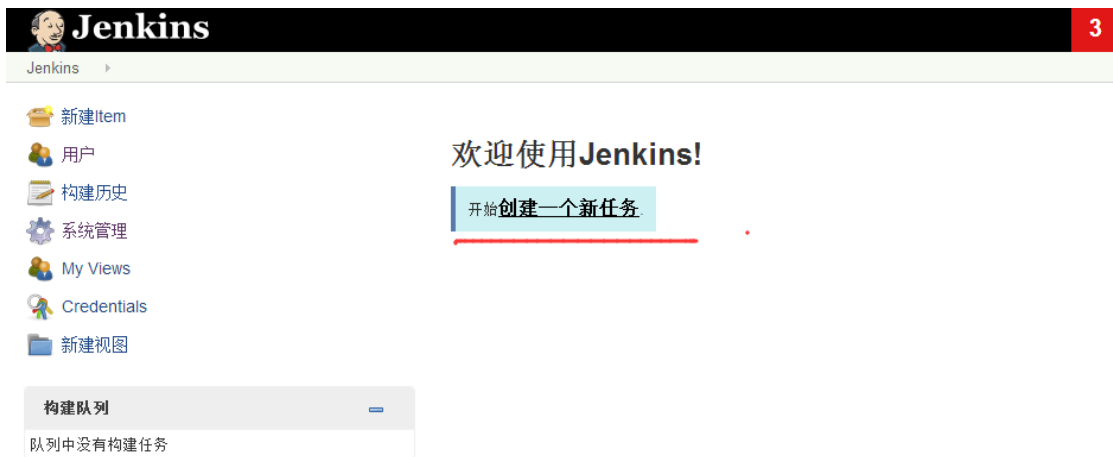 Jenkins
3
Jenkins
新建Item
用户
构建历史
系统管理
My Views
Credentials
新建视图
欢迎使用Jenkins!
开始创建一个新任务.
构建队列
队列中没有构建任务